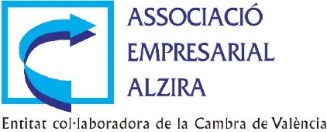 ASSOCIACIÓ
EMPRESARIAL
ALZIRA
Entitat col·laboradora de la Cambra de València